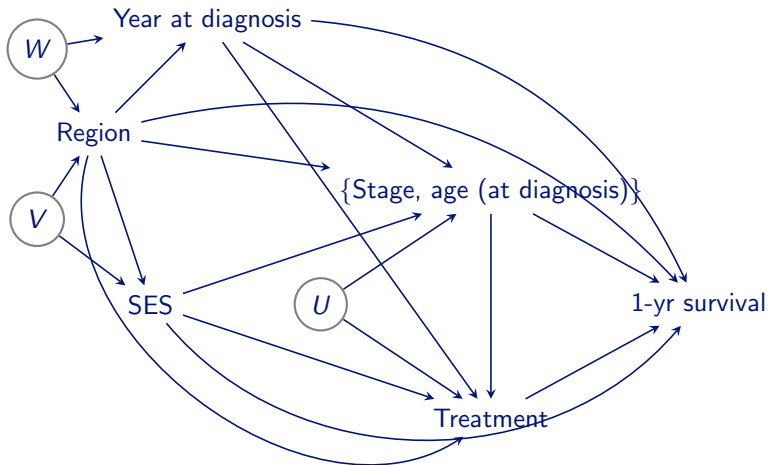 Year at diagnosis
W
Region
{Stage, age (at diagnosis)}
V
SES
U
1-yr survival
Treatment